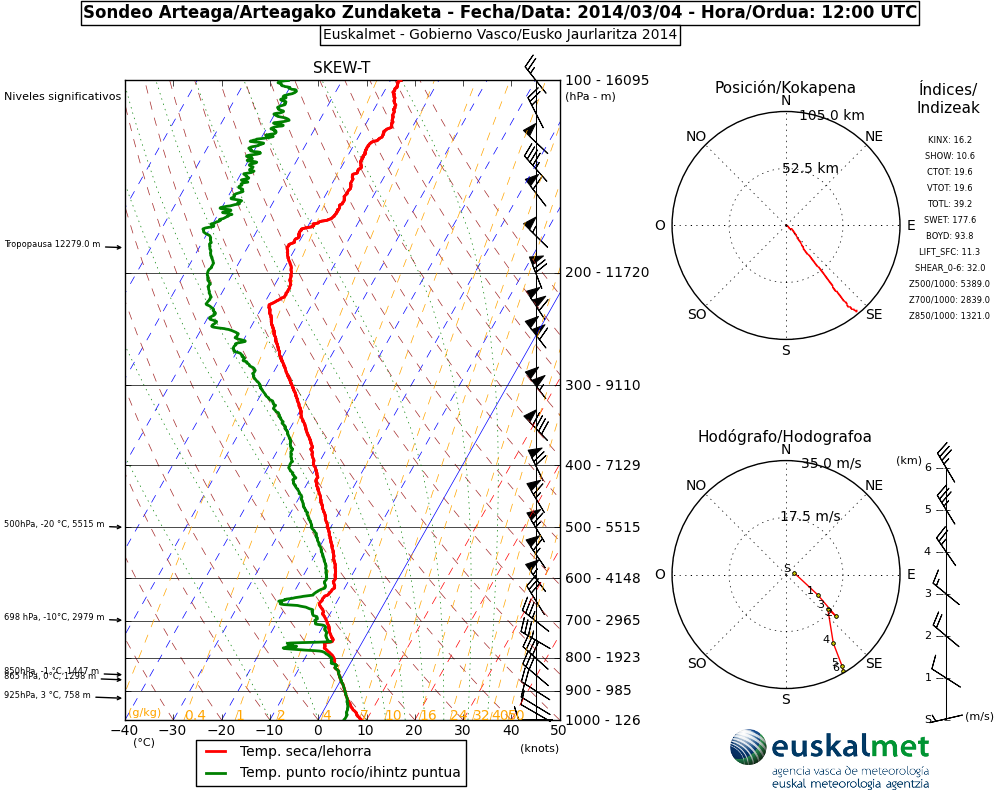 Sondeo Arteaga/Arteagako Zundaketa - Fecha/Data: 2014/03/04 - Hora/Ordua: 12:00 UTC
Euskalmet - Gobierno Vasco/Eusko Jaurlaritza 2014
SKEW-T
Niveles significativos
Tropopausa 12279.0 m
500hPa, -20 °C, 5515 m
698 hPa, -10°C, 2979 m
850hPa, -1 °C, 1447 m
865 hPa, 0°C, 1298 m
925hPa, 3 °C, 758 m
100 - 16095
(hPa - m)
200 - 11720
300 - 9110
400 - 7129
500 - 5515
600 - 4148
700 - 2965
800 - 1923
900 - 985
1000 - 126
(g/kg) 0.4 1 2 4 7 10 16 24 32 40 50
−40 −30 −20 −10 0 10 20 30 40 50
(°C)
(knots)
Temp. seca/lehorra
Temp. punto rocío/ihintz puntua
Posición/Kokapena
N
105.0 km
NO
NE
52.5 km
O
E
SO
SE
S
Índices/
Indizeak
KINX: 16.2
SHOW: 10.6
CTOT: 19.6
VTOT: 19.6
TOTL: 39.2
SWET: 177.6
BOYD: 93.8
LIFT_SFC: 11.3
SHEAR_0-6: 32.0
Z500/1000: 5389.0
Z700/1000: 2839.0
Z850/1000: 1321.0
Hodógrafo/Hodografoa
N
35.0 m/s
NO
NE
17.5 m/s
O
E
S
1
3
2
4
5
6
SO
SE
S
(km)
6
5
4
3
2
1
S
(m/s)
euskalmet
agencia vasca de meteorología
euskal meteorologia agentzia